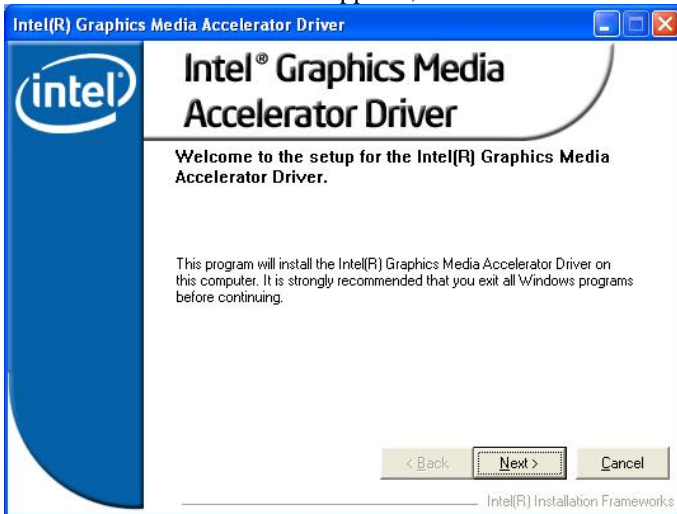 Intel(R) Graphics Media Accelerator Driver
intel
Intel® Graphics Media
Accelerator Driver
Welcome to the setup for the Intel(R) Graphics Media
Accelerator Driver.
This program will install the Intel(R) Graphics Media Accelerator Driver on
this computer. It is strongly recommended that you exit all Windows programs
before continuing.
< Back Next > Cancel
Intel(R) Installation Frameworks